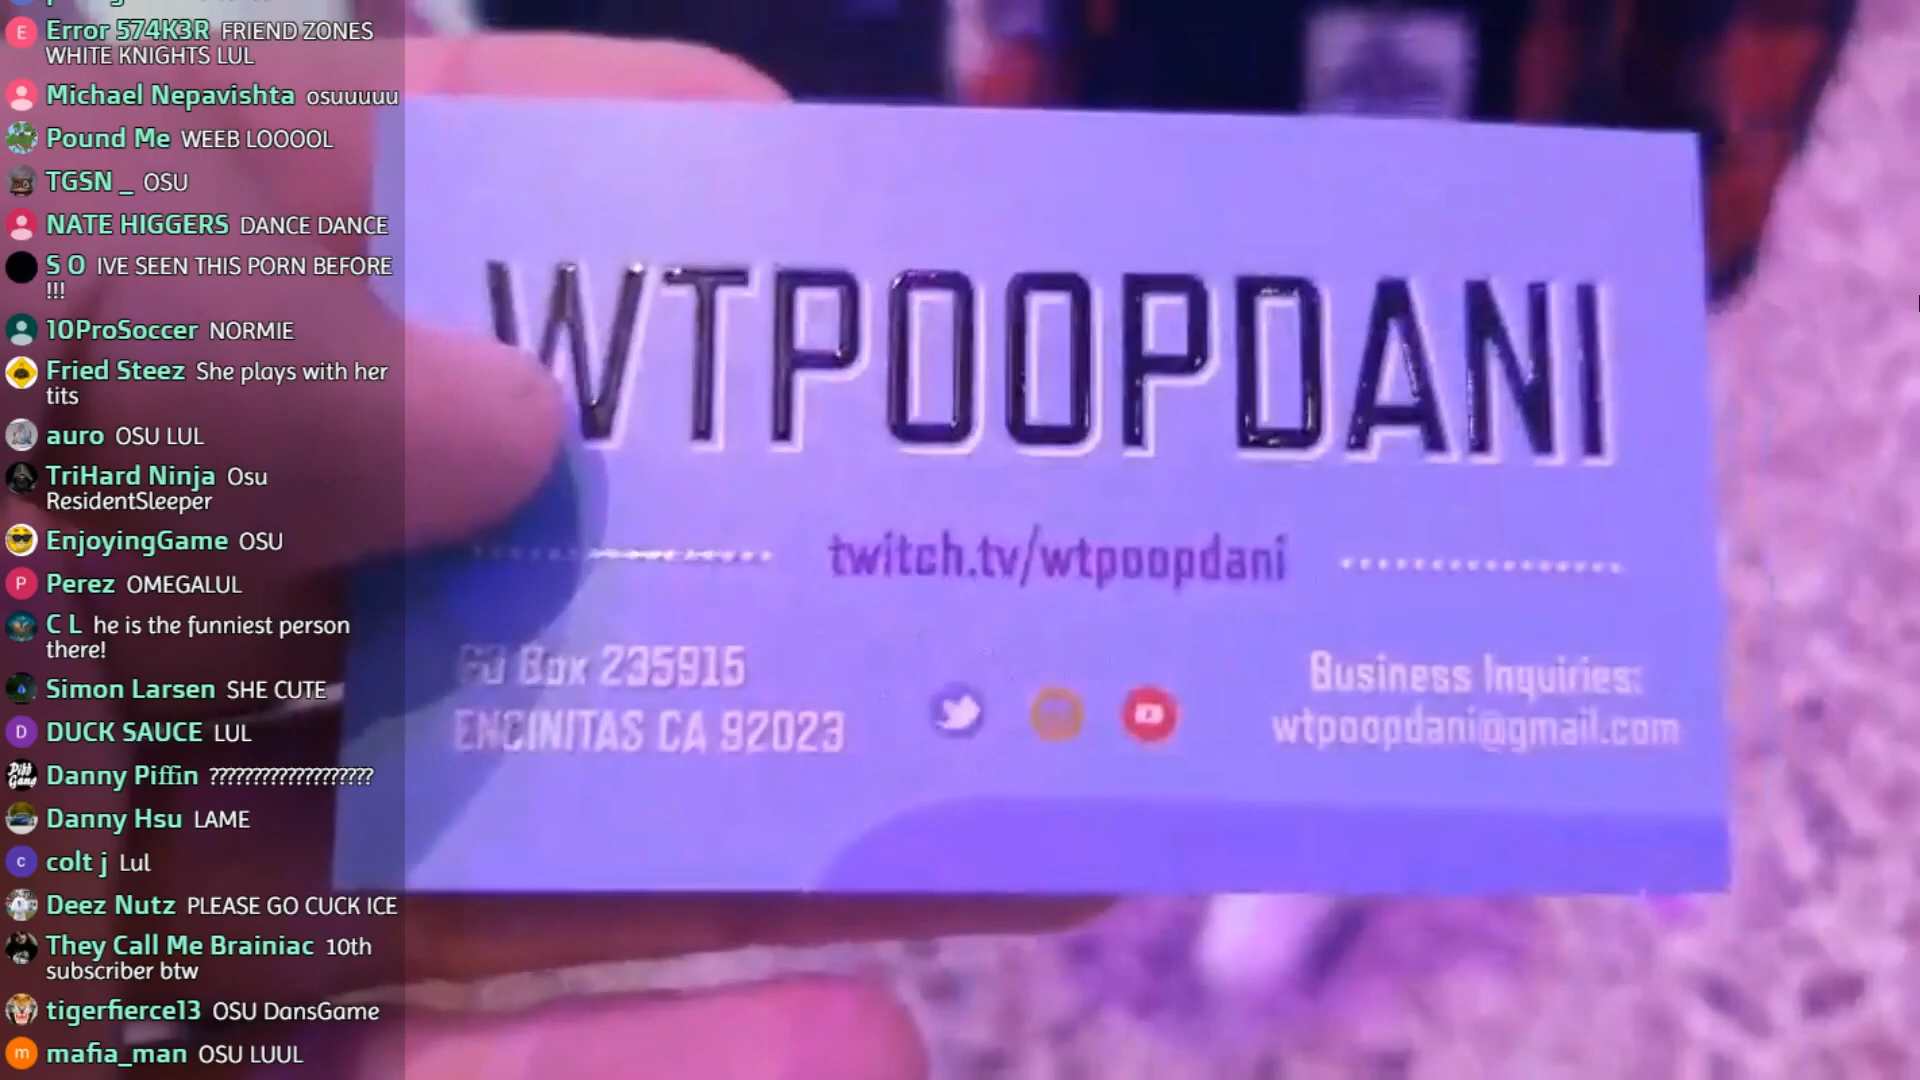 Error 574K3R FRIEND ZONES
WHITE KNIGHTS LUL
Michael Nepavishta osuuuuu
Pound Me WEEB LOOOOL
TGSN _ OSU
NATE HIGGERS DANCE DANCE
S O IVE SEEN THIS PORN BEFORE
!!!
10ProSoccer NORMIE
Fried Steez She plays with her
tits
auro OSU LUL
TriHard Ninja Osu
ResidentSleeper
EnjoyingGame OSU
Perez OMEGALUL
C L he is the funniest person
there!
Simon Larsen SHE CUTE
DUCK SAUCE LUL
Danny Piffin ??????????????????
Danny Hsu LAME
colt j Lul
Deez Nutz PLEASE GO CUCK ICE
They Call Me Brainiac 10th
subscriber btw
tigerfierce13 OSU DansGame
mafia_man OSU LUUL
WTPOOPDANI
twitch.tv/wtpoopdani
PO Box 235915
ENCINITAS CA 92023
Business Inquiries:
wtpoopdani@gmail.com